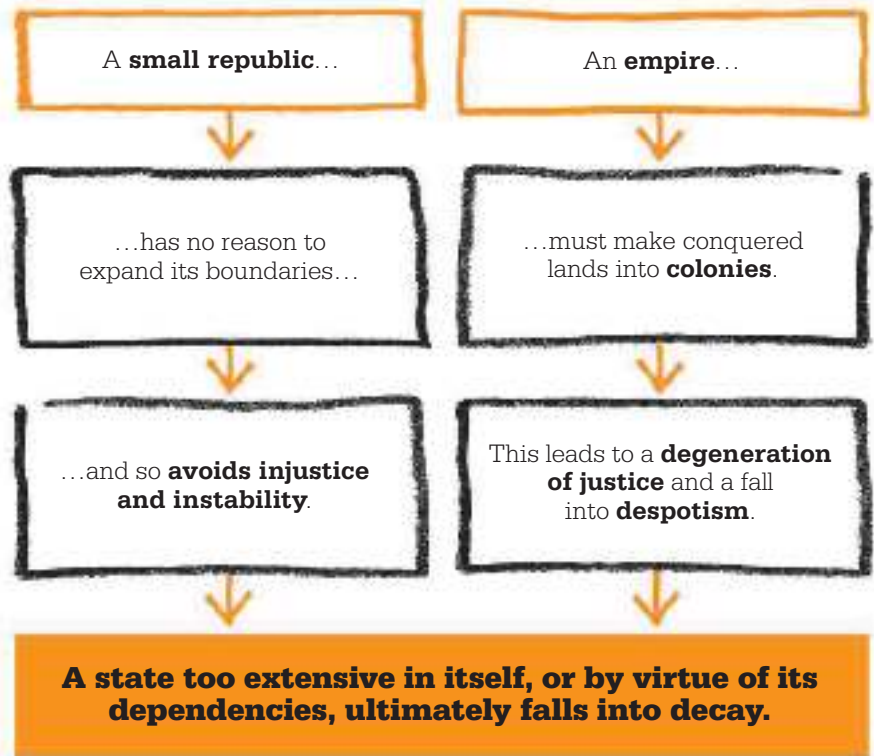 A small republic…
An empire…
…has no reason to
expand its boundaries…
…must make conquered
lands into colonies.
…and so avoids injustice
and instability.
This leads to a degeneration
of justice and a fall
into despotism.
A state too extensive in itself, or by virtue of its
dependencies, ultimately falls into decay.